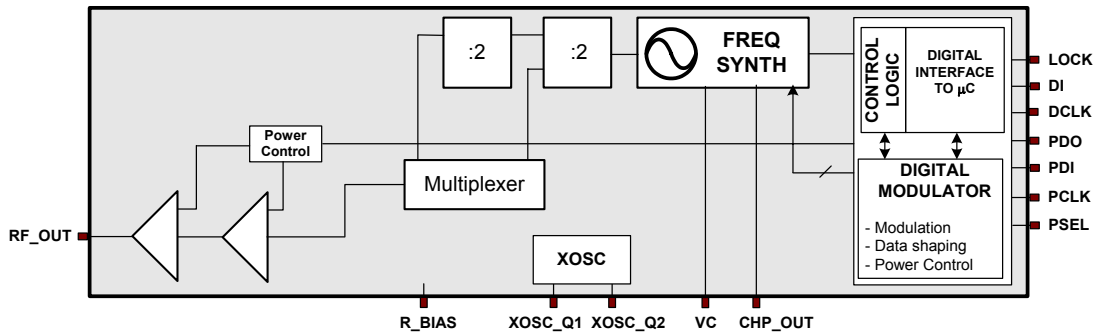 :2
:2
FREQ
SYNTH
CONTROL
LOGIC
DIGITAL
INTERFACE
TO µC
LOCK
DI
DCLK
PDO
PDI
PCLK
PSEL
Power
Control
Multiplexer
DIGITAL
MODULATOR
- Modulation
- Data shaping
- Power Control
RF_OUT
XOSC
R_BIAS
XOSC_Q1
XOSC_Q2
VC
CHP_OUT